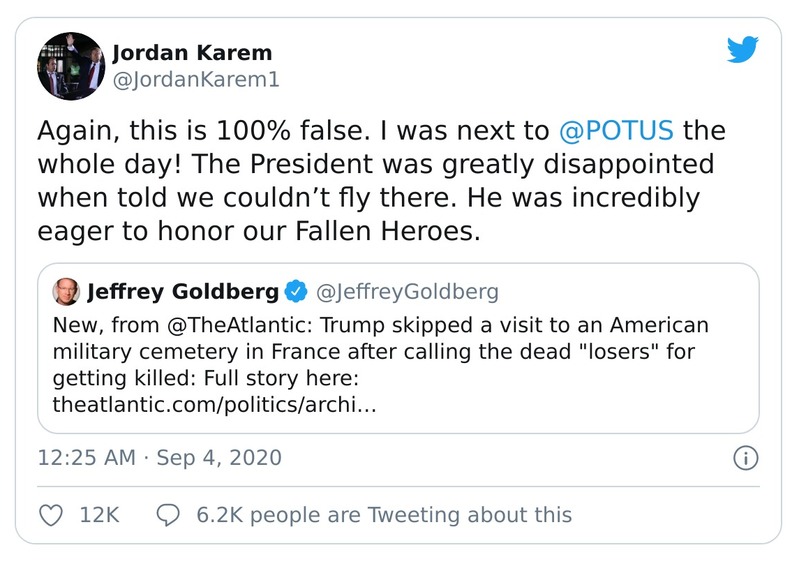 Jordan Karem
@JordanKarem1
Again, this is 100% false. I was next to @POTUS the
whole day! The President was greatly disappointed
when told we couldn’t fly there. He was incredibly
eager to honor our Fallen Heroes.
Jeffrey Goldberg @JeffreyGoldberg
New, from @TheAtlantic: Trump skipped a visit to an American
military cemetery in France after calling the dead "losers" for
getting killed: Full story here:
theatlantic.com/politics/archi…
12:25 AM · Sep 4, 2020
12K 6.2K people are Tweeting about this